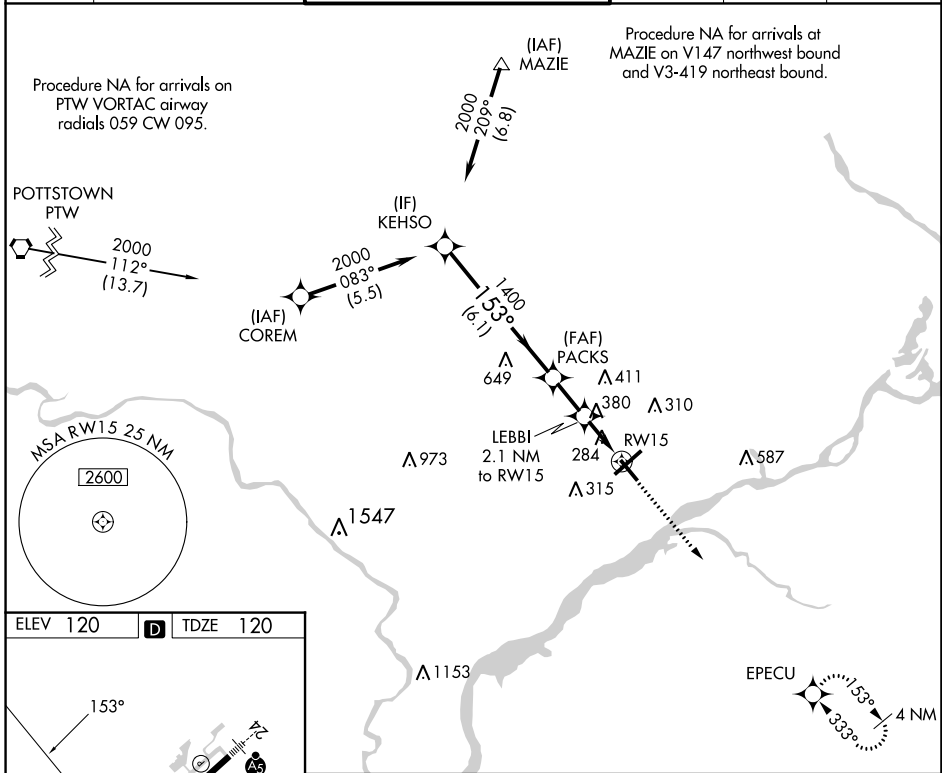 (IAF)
MAZIE
Procedure NA for arrivals at
MAZIE on V147 northwest bound
and V3-419 northeast bound.
Procedure NA for arrivals on
PTW VORTAC airway
radials 059 CW 095.
2000
209°
(6.8)
POTTSTOWN
PTW
2000
112°
(13.7)
(IF)
KEHSO
2000
083°
(5.5)
(IAF)
COREM
1400
153°
(6.1)
(FAF)
PACKS
649
411
380
310
LEBBI
2.1 NM
to RW15
284
RW15
315
587
973
1547
MSA RW15 25 NM
2600
1153
ELEV 120
D
TDZE 120
153°
24
P
A5
EPECU
153°
333°
4 NM